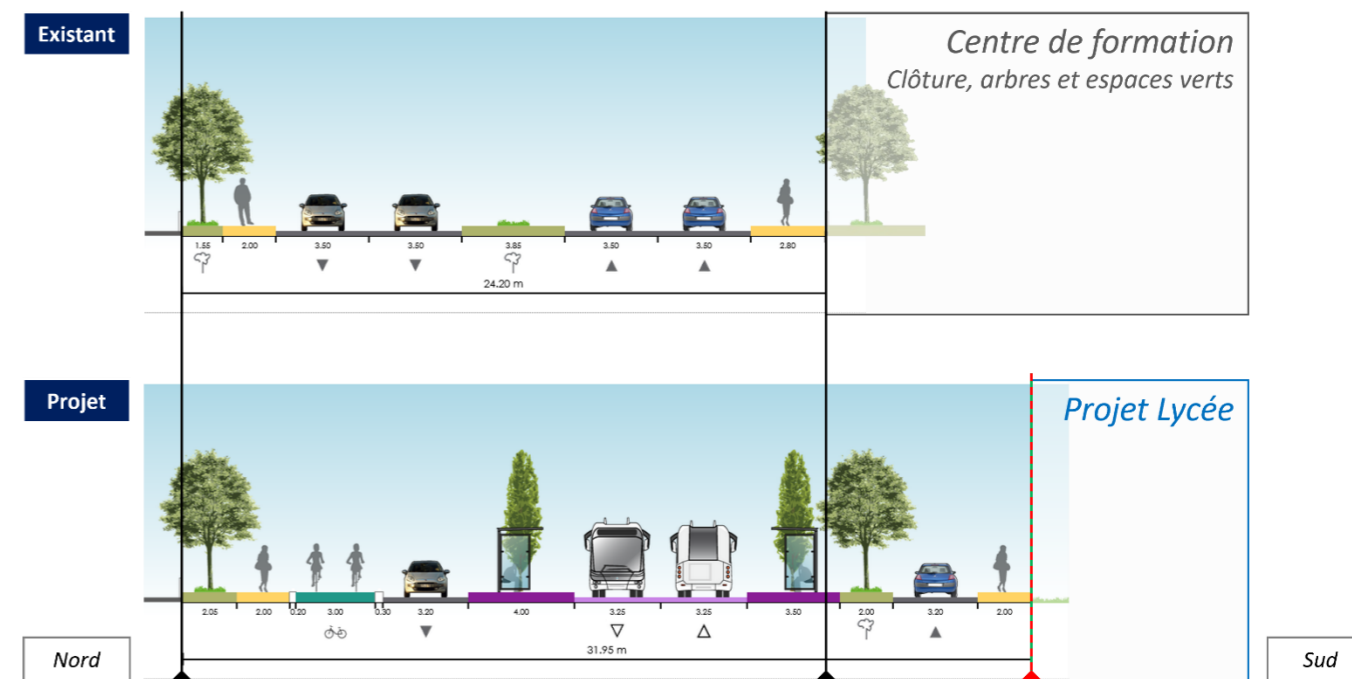 Existant
Centre de formation
Clôture, arbres et espaces verts
1.55 2.00 3.50 3.50 3.85 3.50 3.50 2.80
24.20 m
Projet
Projet Lycée
2.05 2.00 0.20 3.00 0.30 3.20 4.00 3.25 3.25 3.50 2.00 3.20 2.00
31.95 m
Nord
Sud